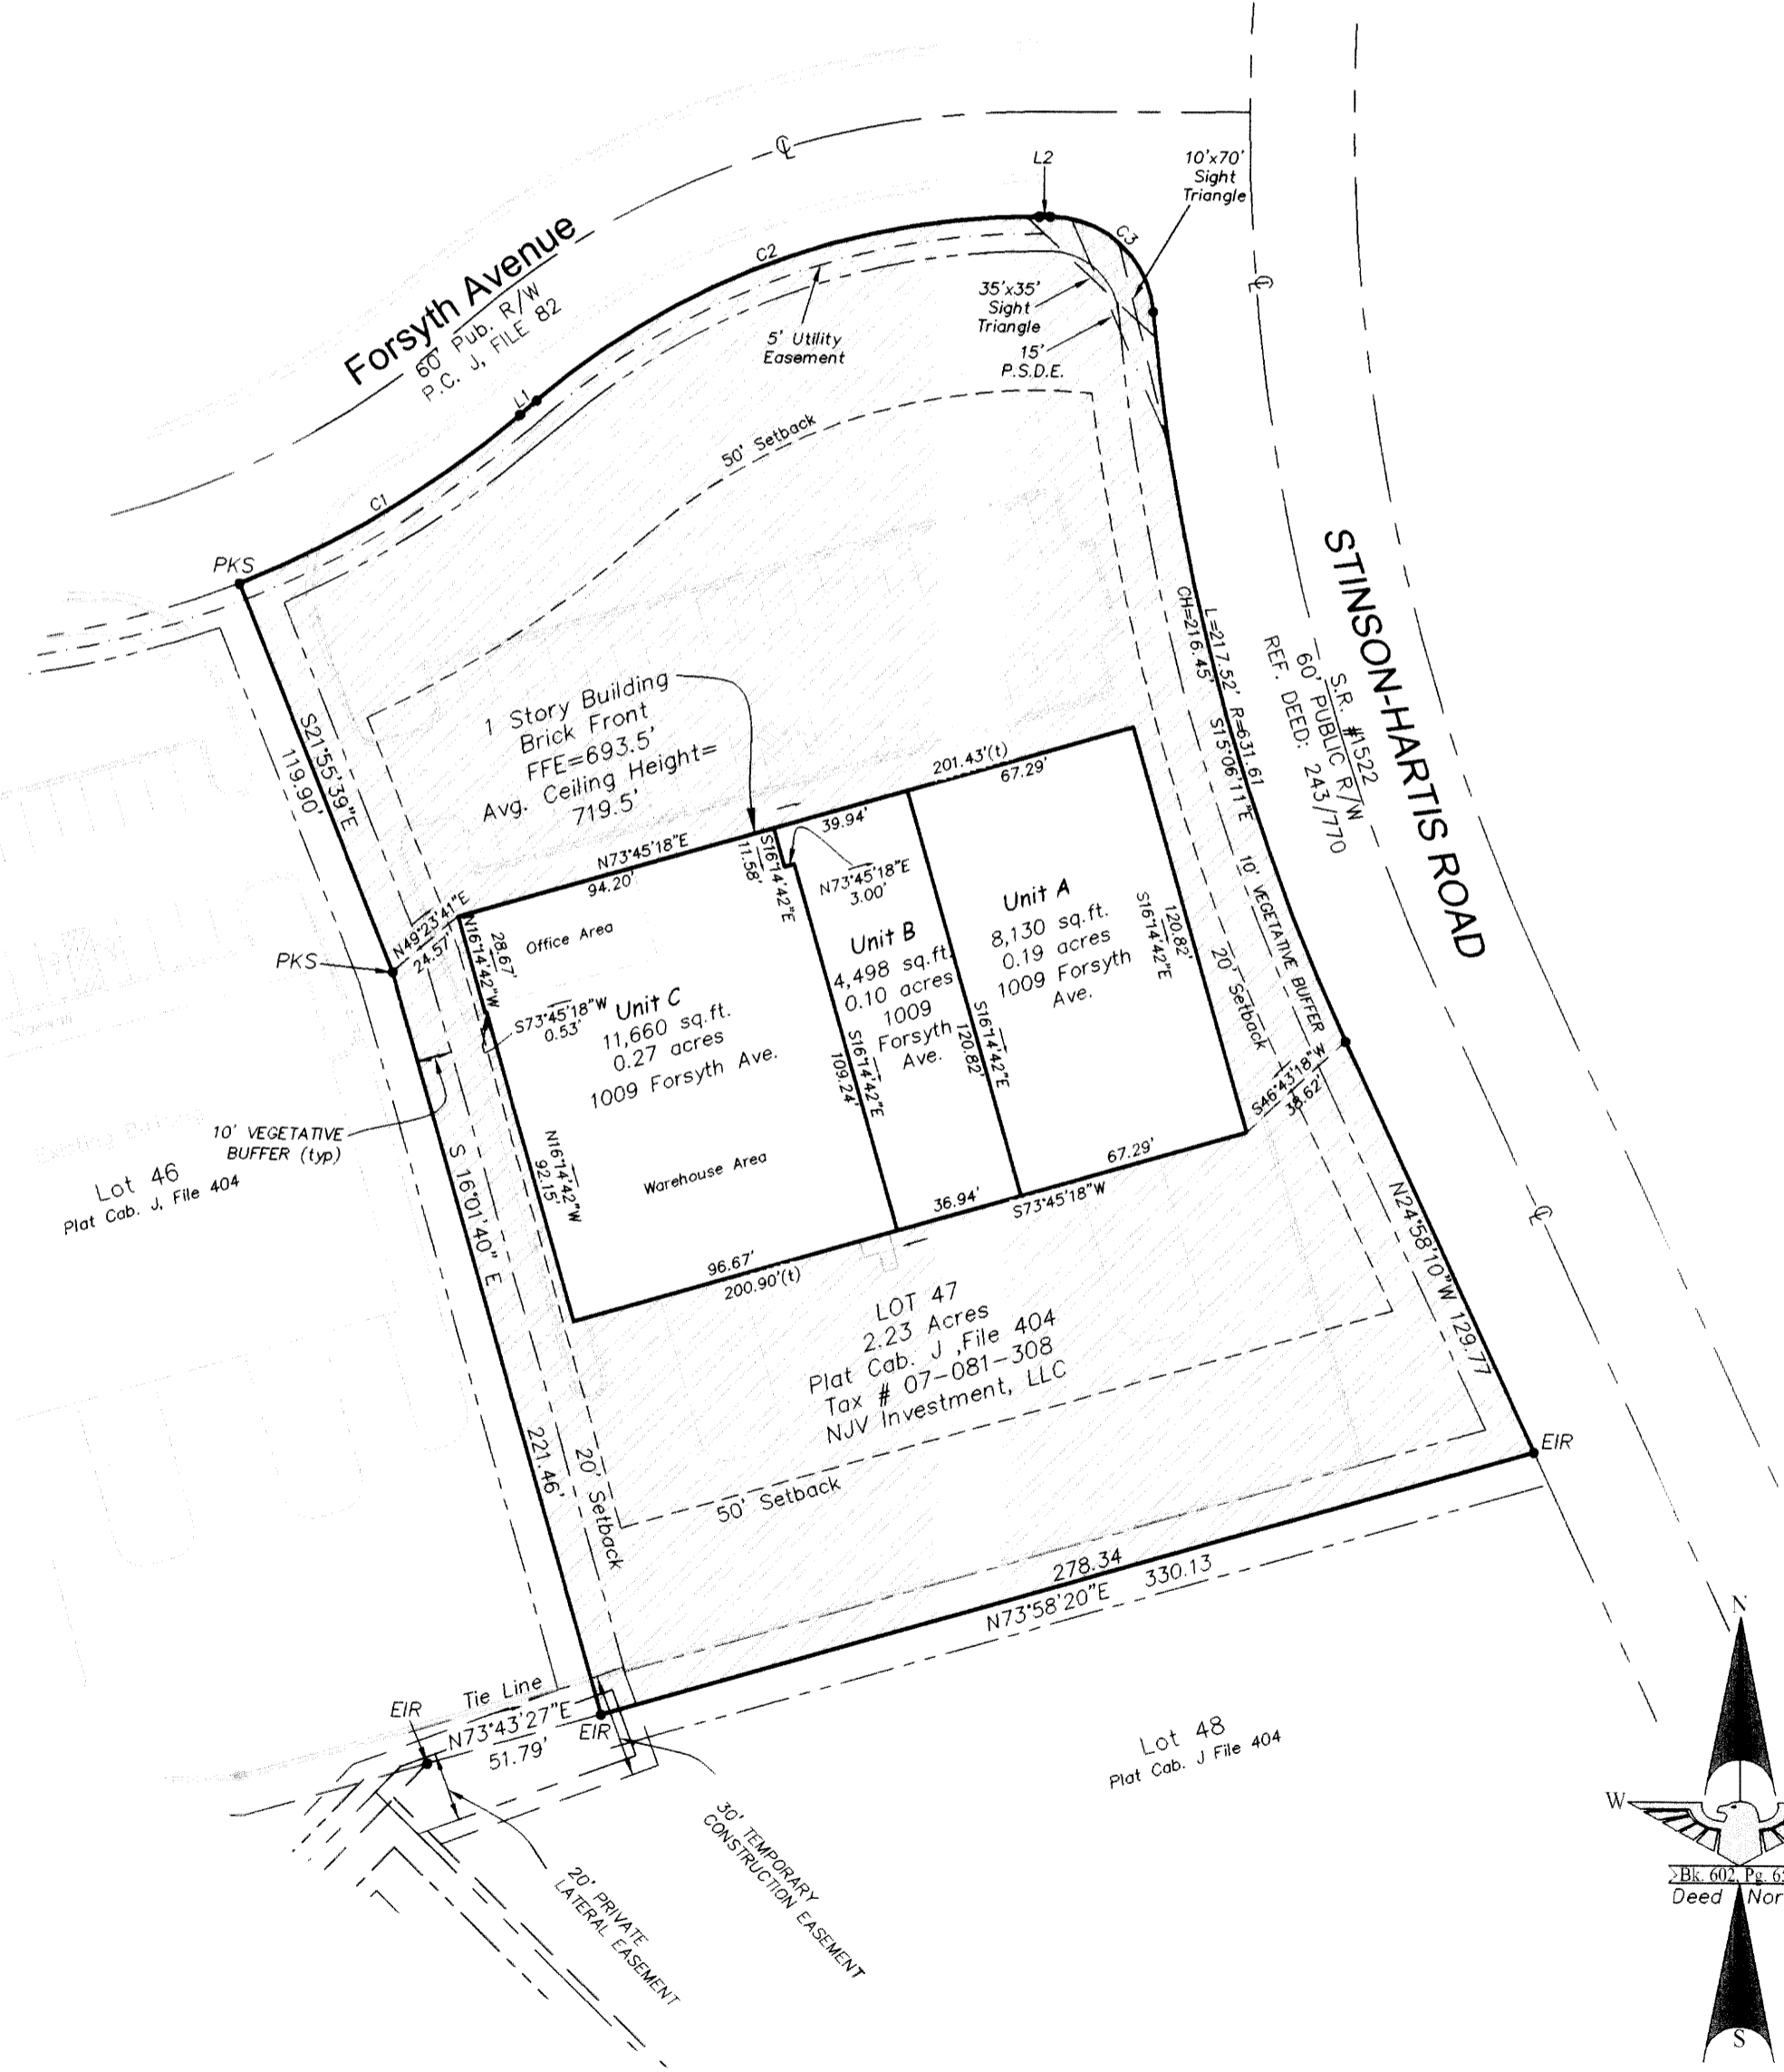 L2
10'x70'
Sight
Triangle
C3
C2
Forsyth Avenue
60' Pub. R/W
P.C. J, FILE 82
35'x35'
Sight
Triangle
15'
P.S.D.E.
5' Utility
Easement
L1
50' Setback
C1
PKS
STINSON-HARTIS ROAD
S.R. #1522
60' PUBLIC R/W
REF. DEED: 243/770
L=217.52' R=631.61
CH=216.45'
S15°06'11"E
1 Story Building
Brick Front
FFE=693.5'
Avg. Ceiling Height=
719.5'
S21°55'39"E
119.90'
201.43'(t)
67.29'
39.94'
N73°45'18"E
94.20'
S16°14'42"E
11.58'
N73°45'18"E
3.00'
10' VEGETATIVE BUFFER
20' Setback
Unit A
8,130 sq.ft.
0.19 acres
1009 Forsyth
Ave.
120.82'
S16°14'42"E
N49°23'41"E
24.57'
PKS
Office Area
28.67'
N16°14'42"W
S73°45'18"W
0.53'
Unit B
4,498 sq.ft.
0.10 acres
1009
Forsyth
Ave.
Unit C
11,660 sq.ft.
0.27 acres
1009 Forsyth Ave.
S16°14'42"E
109.24'
S16°14'42"E
120.82'
S46°43'18"W
38.62'
10' VEGETATIVE
BUFFER (typ)
Existing Building
Lot 46
Plat Cab. J, File 404
S 16°01'40" E
221.46'
N16°14'42"W
92.15'
Warehouse Area
67.29'
36.94'
S73°45'18"W
96.67'
200.90'(t)
N24°58'10"W 129.77
LOT 47
2.23 Acres
Plat Cab. J ,File 404
Tax # 07-081-308
NJV Investment, LLC
20' Setback
50' Setback
EIR
278.34
330.13
N73°58'20"E
Tie Line
EIR
N73°43'27"E
51.79'
EIR
Lot 48
Plat Cab. J File 404
30' TEMPORARY
CONSTRUCTION EASEMENT
20' PRIVATE
LATERAL EASEMENT
N
W
Bk. 602, Pg. 6
Deed Nor
S